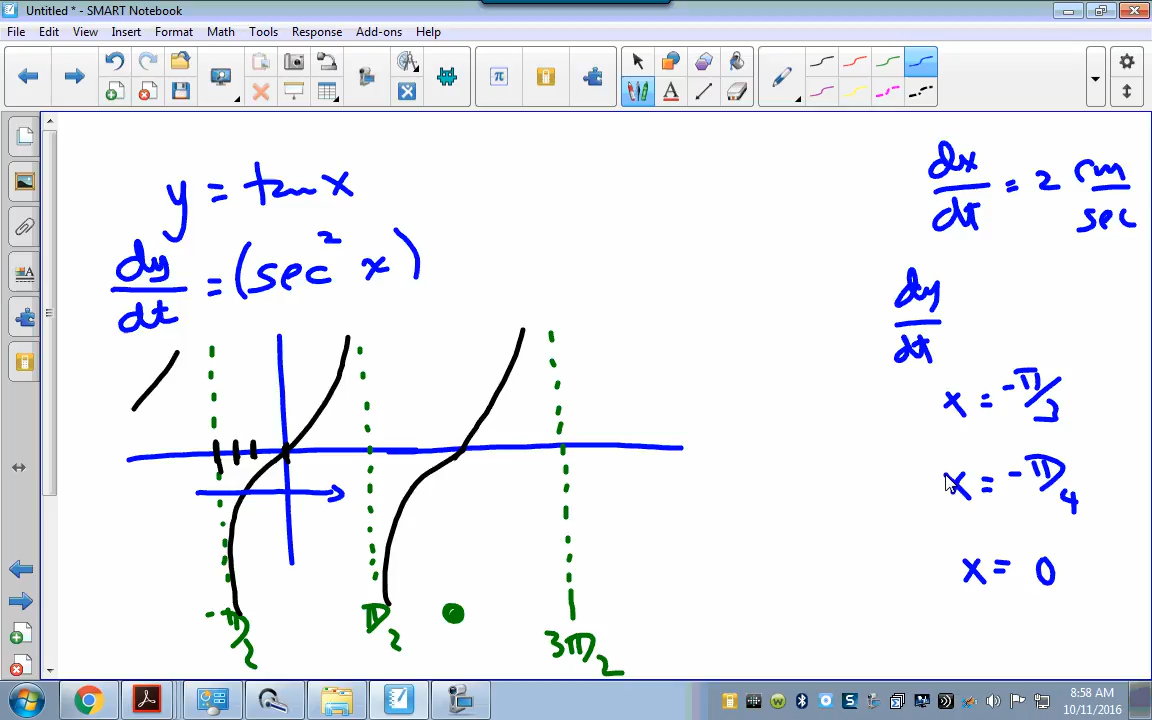 Untitled * - SMART Notebook
File Edit View Insert Format Math Tools Response Add-ons Help
π
A
y = tan x
dy/dt = (sec² x)
dx/dt = 2 cm/sec
dy/dt
x = -π/3
x = -π/4
x = 0
-π/2
π/2
3π/2
8:58 AM
10/11/2016